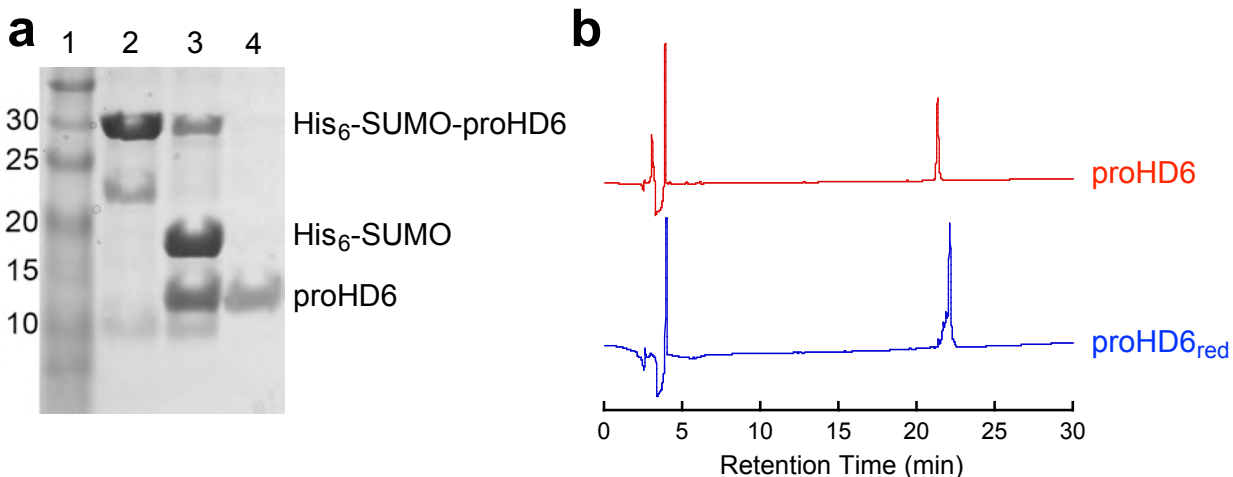 a
1 2 3 4
30
25
20
15
10
His₆-SUMO-proHD6
His₆-SUMO
proHD6
b
proHD6
proHD6red
0 5 10 15 20 25 30
Retention Time (min)